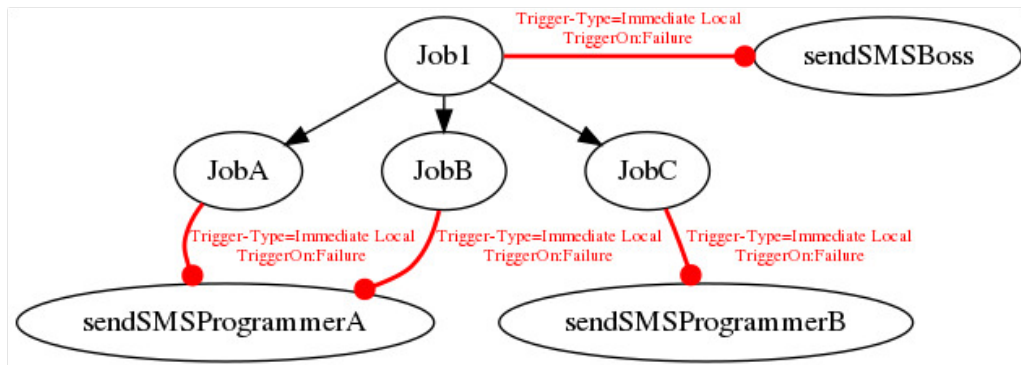 Trigger-Type=Immediate Local
TriggerOn:Failure
Job1
sendSMSBoss
JobA
JobB
JobC
Trigger-Type=Immediate Local
TriggerOn:Failure
Trigger-Type=Immediate Local
TriggerOn:Failure
Trigger-Type=Immediate Local
TriggerOn:Failure
sendSMSProgrammerA
sendSMSProgrammerB